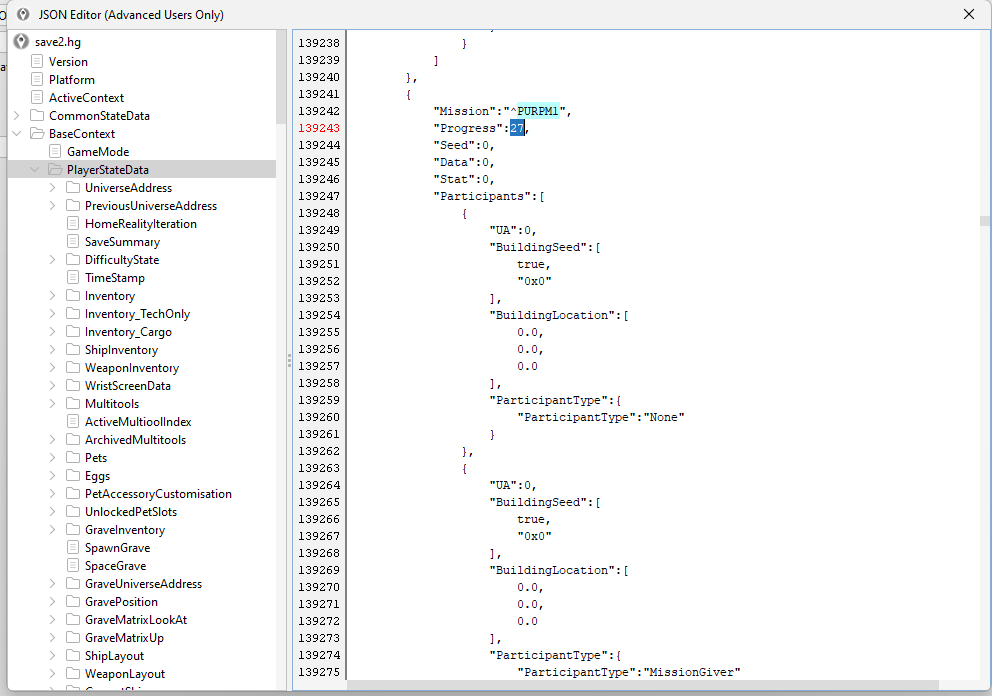 JSON Editor (Advanced Users Only)
save2.hg
Version
Platform
ActiveContext
CommonStateData
BaseContext
GameMode
PlayerStateData
UniverseAddress
PreviousUniverseAddress
HomeRealityIteration
SaveSummary
DifficultyState
TimeStamp
Inventory
Inventory_TechOnly
Inventory_Cargo
ShipInventory
WeaponInventory
WristScreenData
Multitools
ActiveMultioolIndex
ArchivedMultitools
Pets
Eggs
PetAccessoryCustomisation
UnlockedPetSlots
GraveInventory
SpawnGrave
SpaceGrave
GraveUniverseAddress
GravePosition
GraveMatrixLookAt
GraveMatrixUp
ShipLayout
WeaponLayout
139238 }
139239 ]
139240 },
139241 {
139242 "Mission":"^PURPM1",
139243 "Progress":27,
139244 "Seed":0,
139245 "Data":0,
139246 "Stat":0,
139247 "Participants":[
139248 {
139249 "UA":0,
139250 "BuildingSeed":[
139251 true,
139252 "0x0"
139253 ],
139254 "BuildingLocation":[
139255 0.0,
139256 0.0,
139257 0.0
139258 ],
139259 "ParticipantType":{
139260 "ParticipantType":"None"
139261 }
139262 },
139263 {
139264 "UA":0,
139265 "BuildingSeed":[
139266 true,
139267 "0x0"
139268 ],
139269 "BuildingLocation":[
139270 0.0,
139271 0.0,
139272 0.0
139273 ],
139274 "ParticipantType":{
139275 "ParticipantType":"MissionGiver"